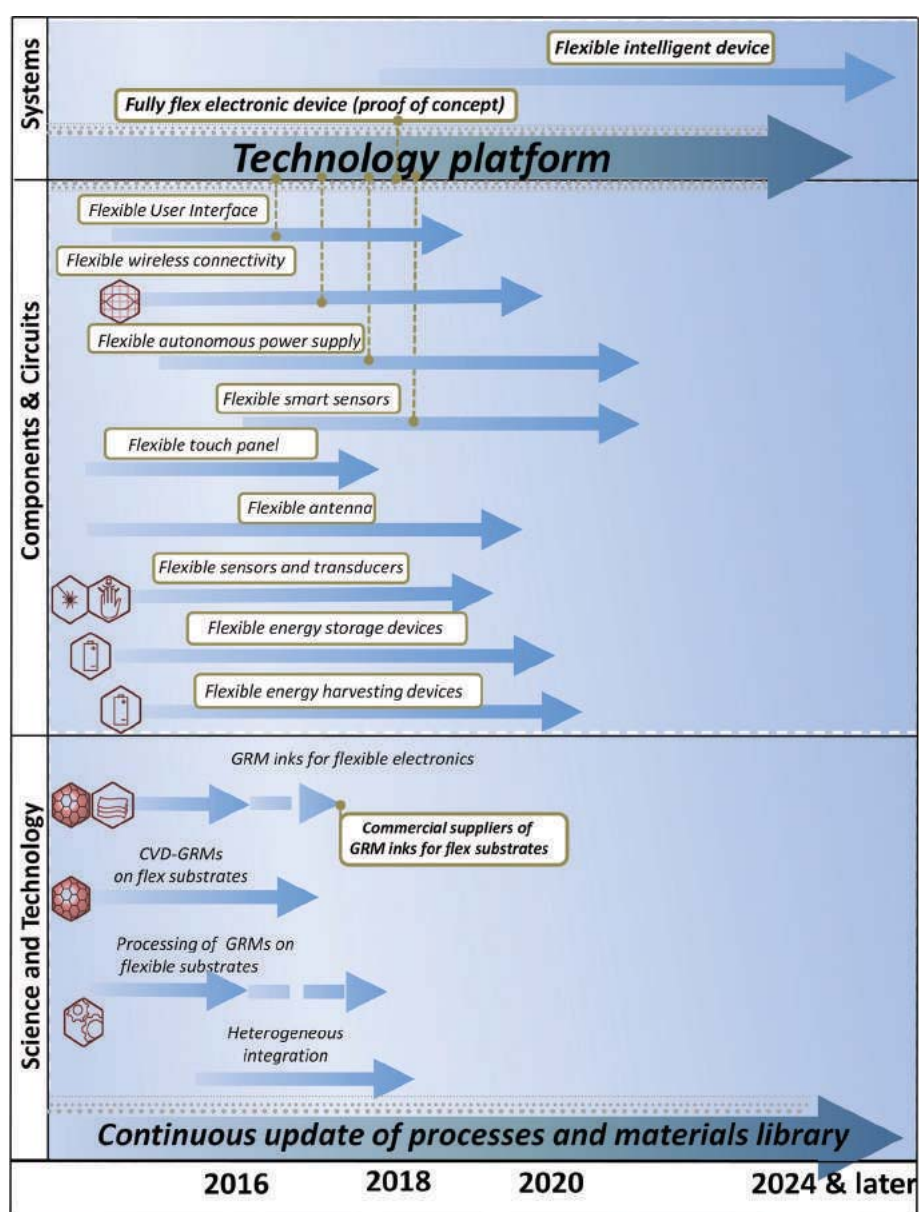 Systems
Flexible intelligent device
Fully flex electronic device (proof of concept)
Technology platform
Components & Circuits
Flexible User Interface
Flexible wireless connectivity
Flexible autonomous power supply
Flexible smart sensors
Flexible touch panel
Flexible antenna
Flexible sensors and transducers
Flexible energy storage devices
Flexible energy harvesting devices
Science and Technology
GRM inks for flexible electronics
Commercial suppliers of
GRM inks for flex substrates
CVD-GRMs
on flex substrates
Processing of GRMs on
flexible substrates
Heterogeneous
integration
Continuous update of processes and materials library
2016 2018 2020 2024 & later